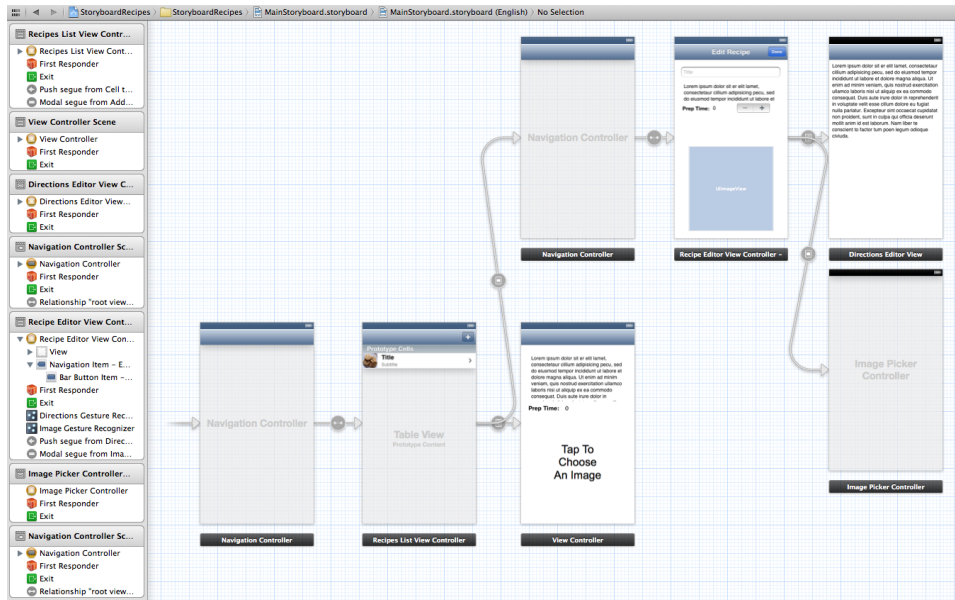 StoryboardRecipes StoryboardRecipes MainStoryboard.storyboard MainStoryboard.storyboard (English) No Selection
Recipes List View Contr...
Recipes List View Cont...
First Responder
Exit
Push segue from Cell t...
Modal segue from Add...
View Controller Scene
View Controller
First Responder
Exit
Directions Editor View C...
Directions Editor View...
First Responder
Exit
Navigation Controller Sc...
Navigation Controller
First Responder
Exit
Relationship "root view...
Recipe Editor View Cont...
Recipe Editor View Con...
View
Navigation Item – E...
Bar Button Item –...
First Responder
Exit
Directions Gesture Rec...
Image Gesture Recognizer
Push segue from Direc...
Modal segue from Ima...
Image Picker Controller...
Image Picker Controller
First Responder
Exit
Navigation Controller Sc...
Navigation Controller
First Responder
Exit
Relationship "root view...
Navigation Controller
Navigation Controller
Edit Recipe
Done
Title
Lorem ipsum dolor sit er elit lamet, consectetaur
cillium adipisicing pecu, sed
do eiusmod tempor incididunt ut labore et
Prep Time: 0
UIImageView
Recipe Editor View Controller –
Lorem ipsum dolor sit er elit lamet, consectetaur
cillium adipisicing pecu, sed do eiusmod tempor
incididunt ut labore et dolore magna aliqua. Ut
enim ad minim veniam, quis nostrud exercitation
ullamco laboris nisi ut aliquip ex ea commodo
consequat. Duis aute irure dolor in reprehenderit
in voluptate velit esse cillum dolore eu fugiat
nulla pariatur. Excepteur sint occaecat cupidatat
non proident, sunt in culpa qui officia deserunt
mollit anim id est laborum. Nam liber te
conscient to factor tum poen legum odioque
civiuda.
Directions Editor View
Navigation Controller
Navigation Controller
Prototype Cells
Title
Subtitle
Table View
Prototype Content
Recipes List View Controller
Lorem ipsum dolor sit er elit lamet,
consectetaur cillium adipisicing pecu, sed
do eiusmod tempor incididunt ut labore et
dolore magna aliqua. Ut enim ad minim
veniam, quis nostrud exercitation ullamco
laboris nisi ut aliquip ex ea commodo
consequat. Duis aute irure dolor in
Prep Time: 0
Tap To
Choose
An Image
View Controller
Image Picker
Controller
Image Picker Controller